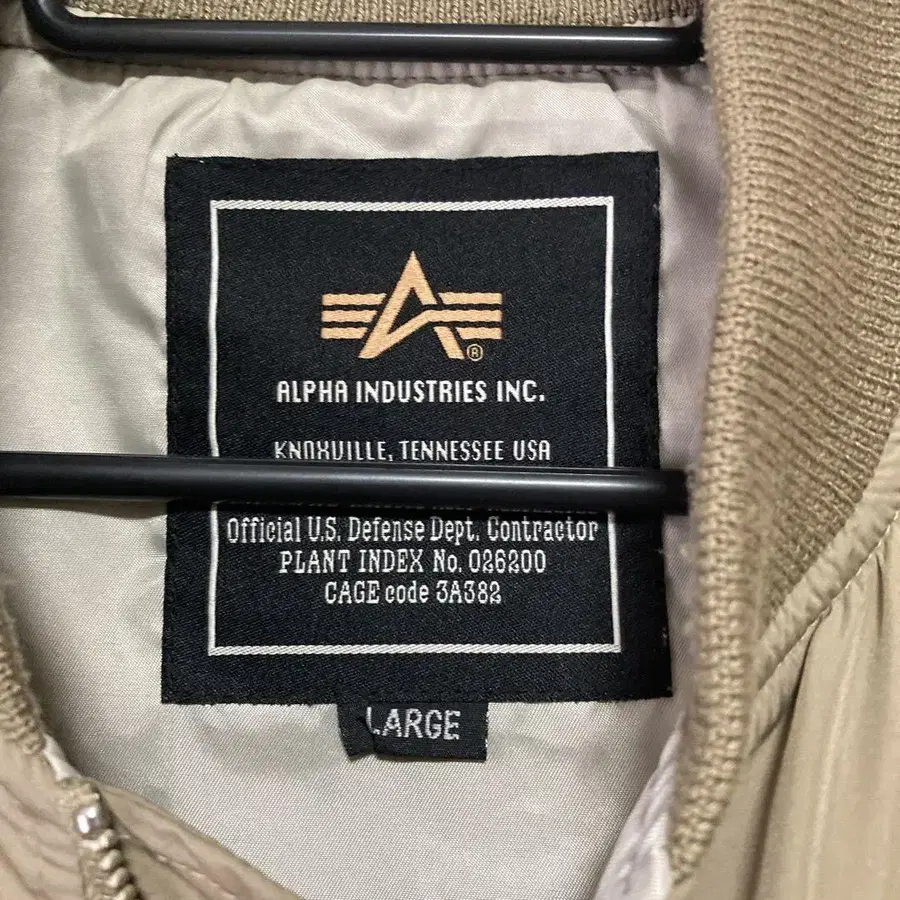 ®
ALPHA INDUSTRIES INC.
KNOXVILLE, TENNESSEE USA
Official U.S. Defense Dept. Contractor
PLANT INDEX No. 026200
CAGE code 3A382
LARGE